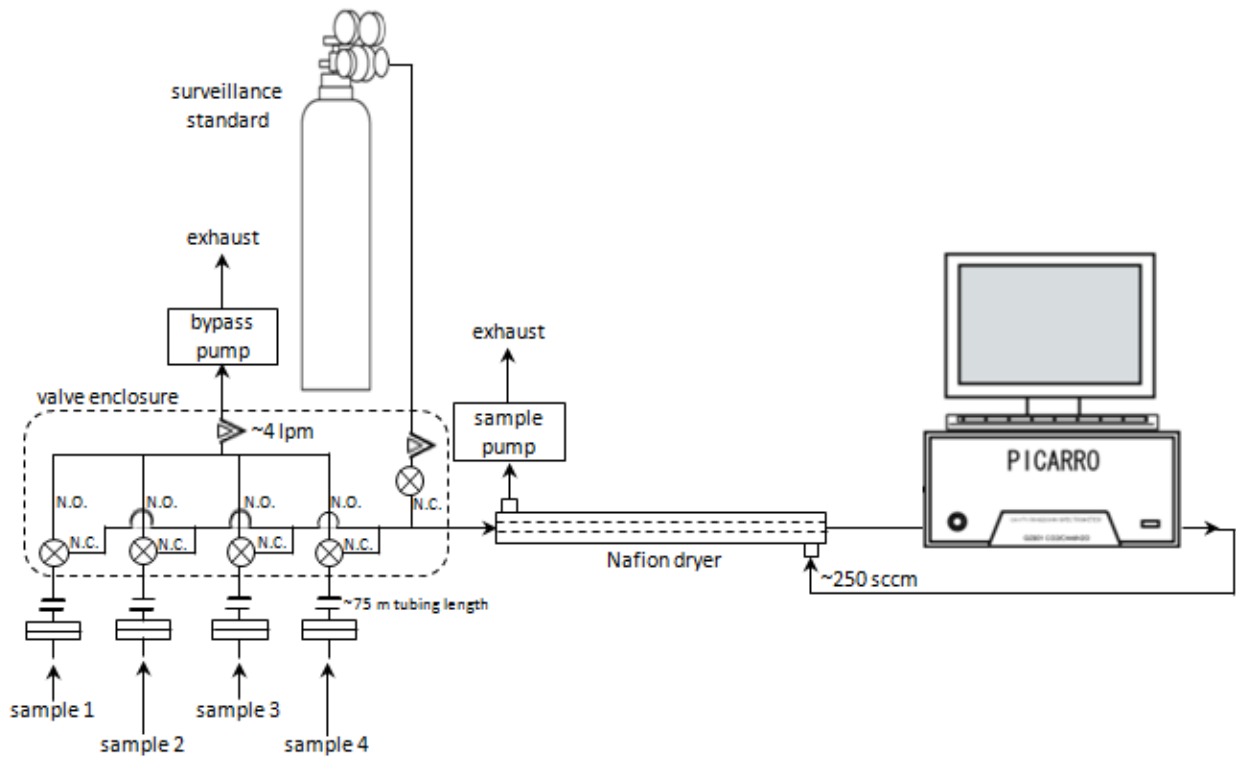 surveillance
standard
exhaust
bypass
pump
exhaust
valve enclosure
~4 lpm
sample
pump
PICARRO
N.O.
N.O.
N.O.
N.O.
N.C.
N.C.
N.C.
N.C.
N.C.
Nafion dryer
~250 sccm
~75 m tubing length
sample 1
sample 3
sample 2
sample 4